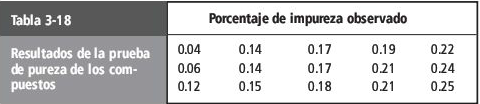 Tabla 3-18
Porcentaje de impureza observado
Resultados de la prueba
de pureza de los com-
puestos
0.04 0.14 0.17 0.19 0.22
0.06 0.14 0.17 0.21 0.24
0.12 0.15 0.18 0.21 0.25